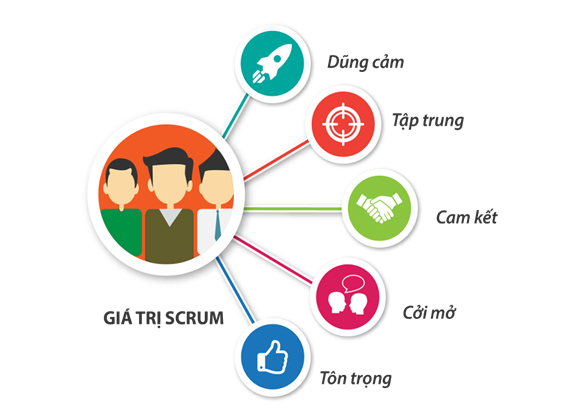 Dũng cảm
Tập trung
Cam kết
Cởi mở
GIÁ TRỊ SCRUM
Tôn trọng